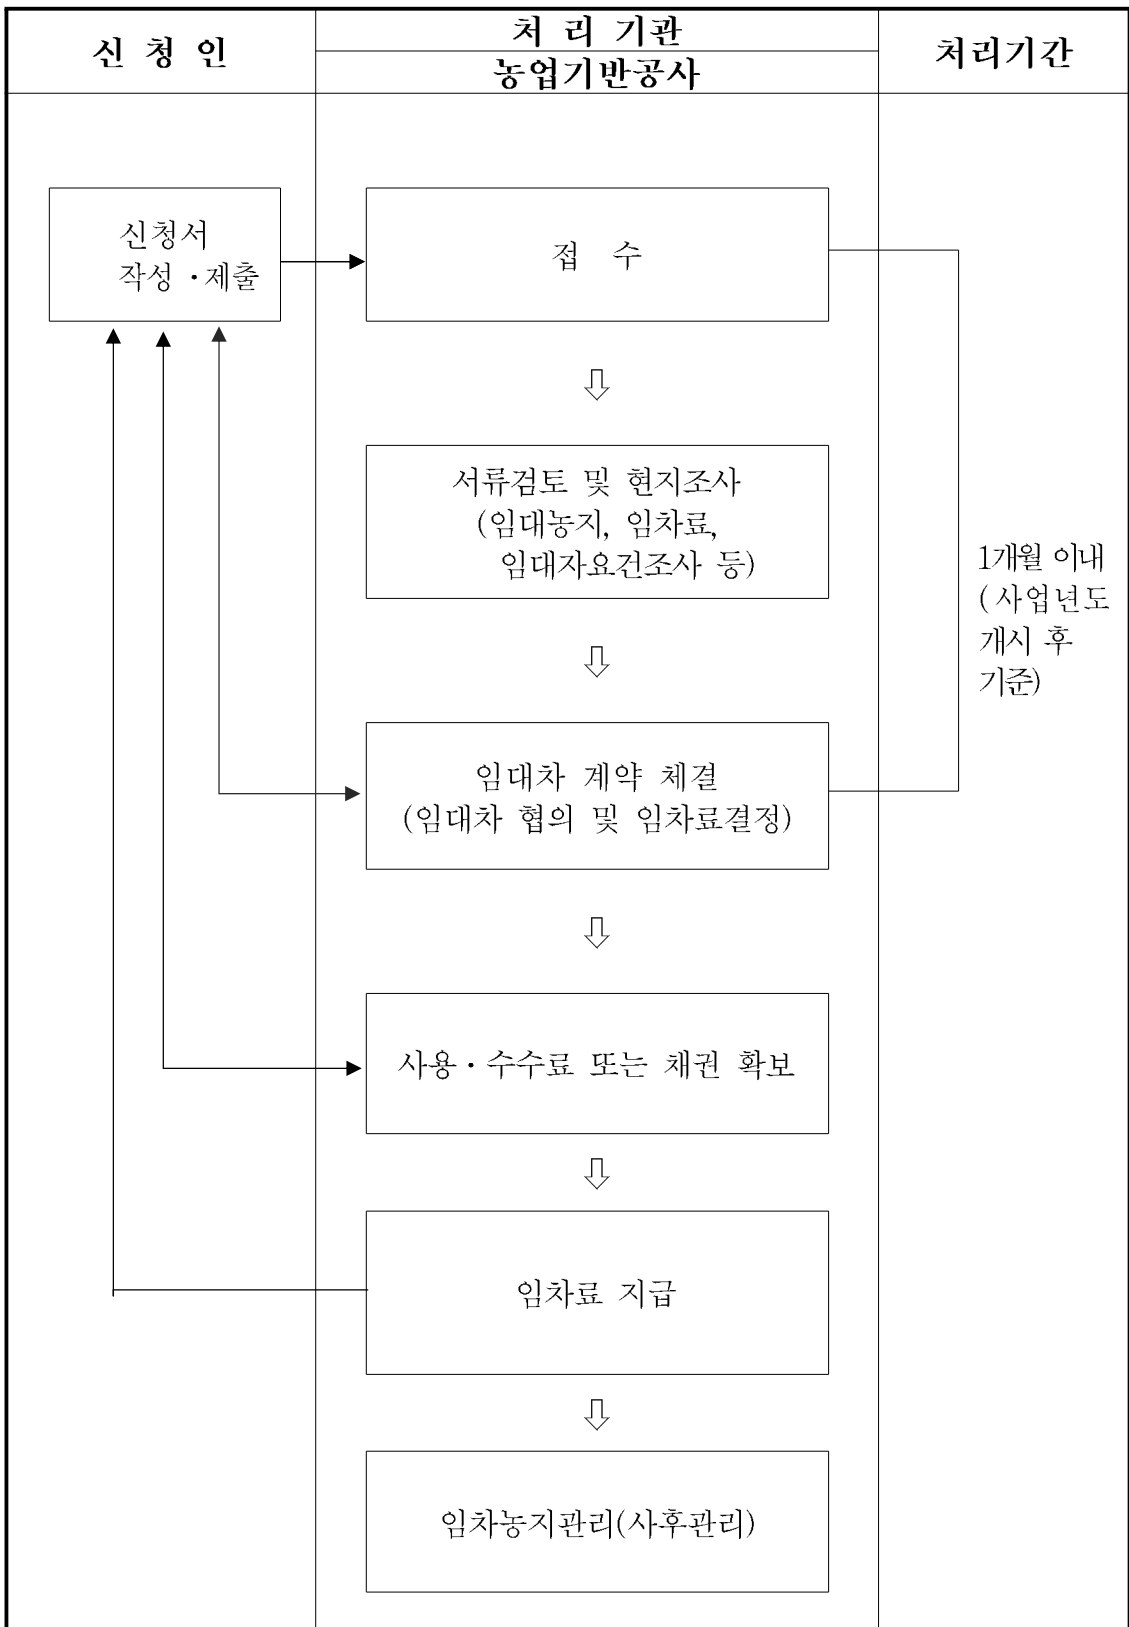 신 청 인
처 리 기관
농업기반공사
처리기간
신청서
작성 · 제출
접 수
서류검토 및 현지조사
(임대농지, 임차료,
임대자요건조사 등)
1개월 이내
(사업년도
개시 후
기준)
임대차 계약 체결
(임대차 협의 및 임차료결정)
사용 · 수수료 또는 채권 확보
임차료 지급
임차농지관리(사후관리)